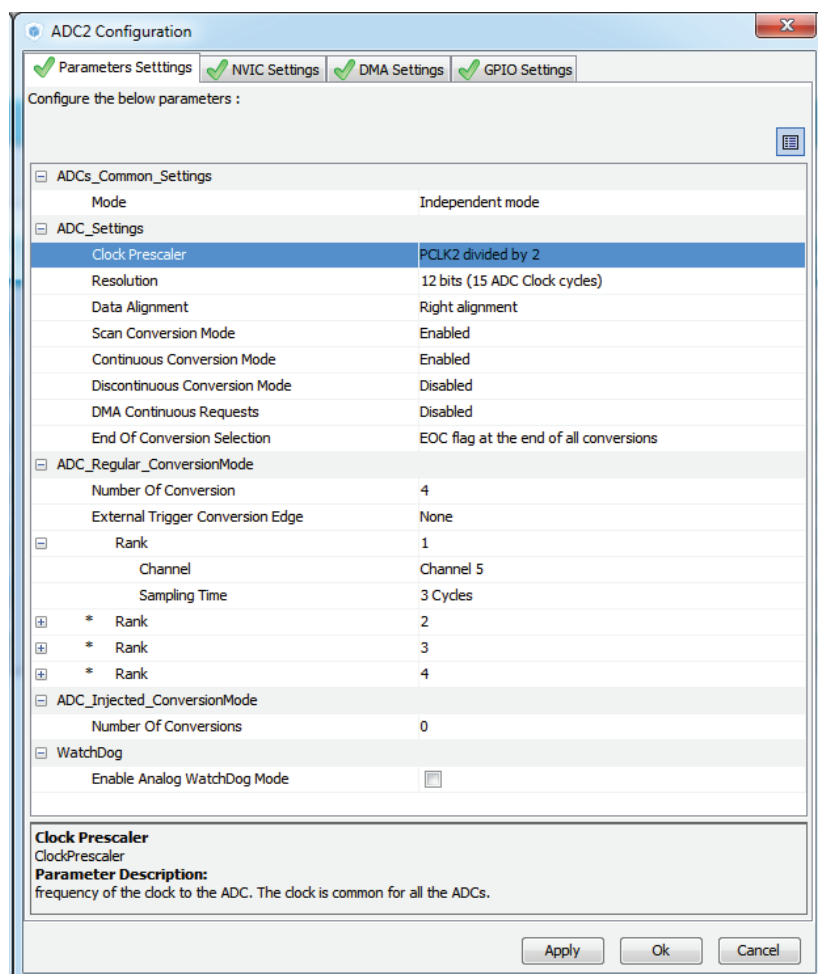 ADC2 Configuration
Parameters Setttings NVIC Settings DMA Settings GPIO Settings
Configure the below parameters :
ADCs_Common_Settings
Mode Independent mode
ADC_Settings
Clock Prescaler PCLK2 divided by 2
Resolution 12 bits (15 ADC Clock cycles)
Data Alignment Right alignment
Scan Conversion Mode Enabled
Continuous Conversion Mode Enabled
Discontinuous Conversion Mode Disabled
DMA Continuous Requests Disabled
End Of Conversion Selection EOC flag at the end of all conversions
ADC_Regular_ConversionMode
Number Of Conversion 4
External Trigger Conversion Edge None
Rank 1
Channel Channel 5
Sampling Time 3 Cycles
* Rank 2
* Rank 3
* Rank 4
ADC_Injected_ConversionMode
Number Of Conversions 0
WatchDog
Enable Analog WatchDog Mode
Clock Prescaler
ClockPrescaler
Parameter Description:
frequency of the clock to the ADC. The clock is common for all the ADCs.
Apply Ok Cancel